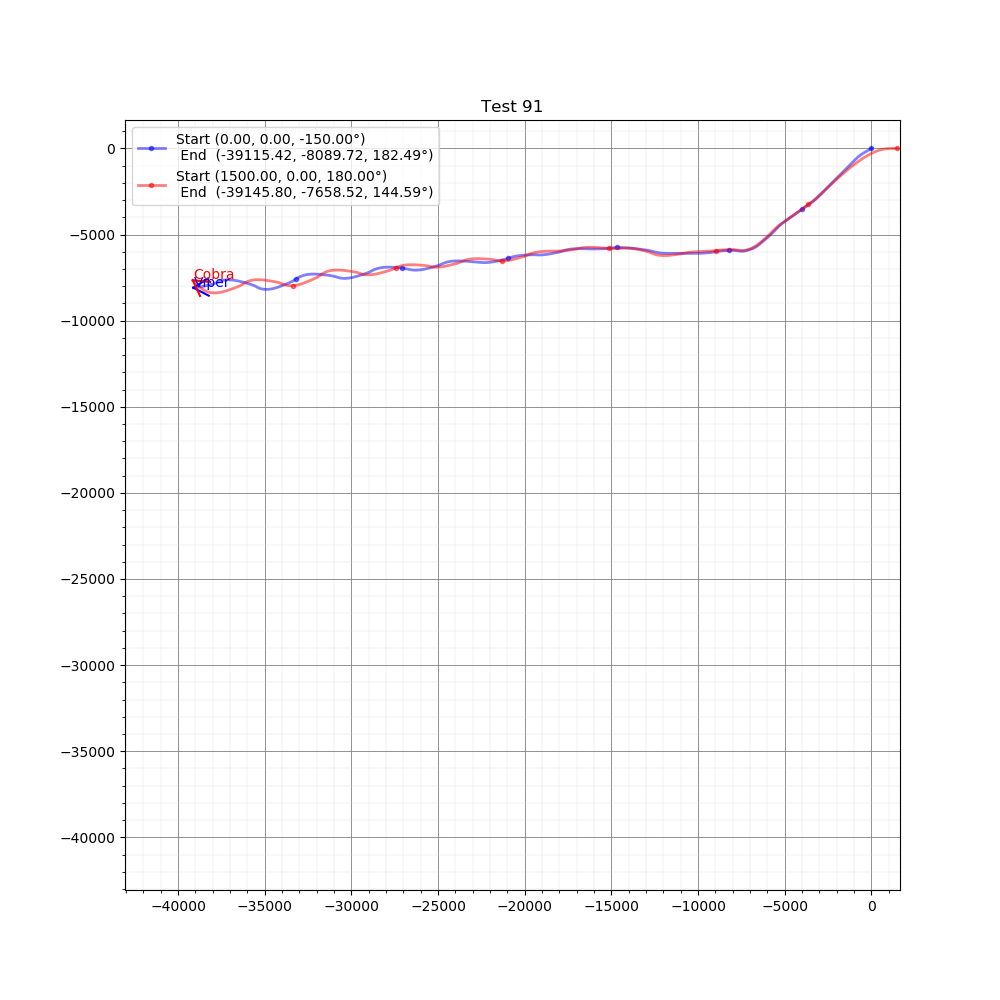 Test 91
Start (0.00, 0.00, -150.00°)
End  (-39115.42, -8089.72, 182.49°)
Start (1500.00, 0.00, 180.00°)
End  (-39145.80, -7658.52, 144.59°)
0
−5000
−10000
−15000
−20000
−25000
−30000
−35000
−40000
Cobra
Viper
−40000 −35000 −30000 −25000 −20000 −15000 −10000 −5000 0